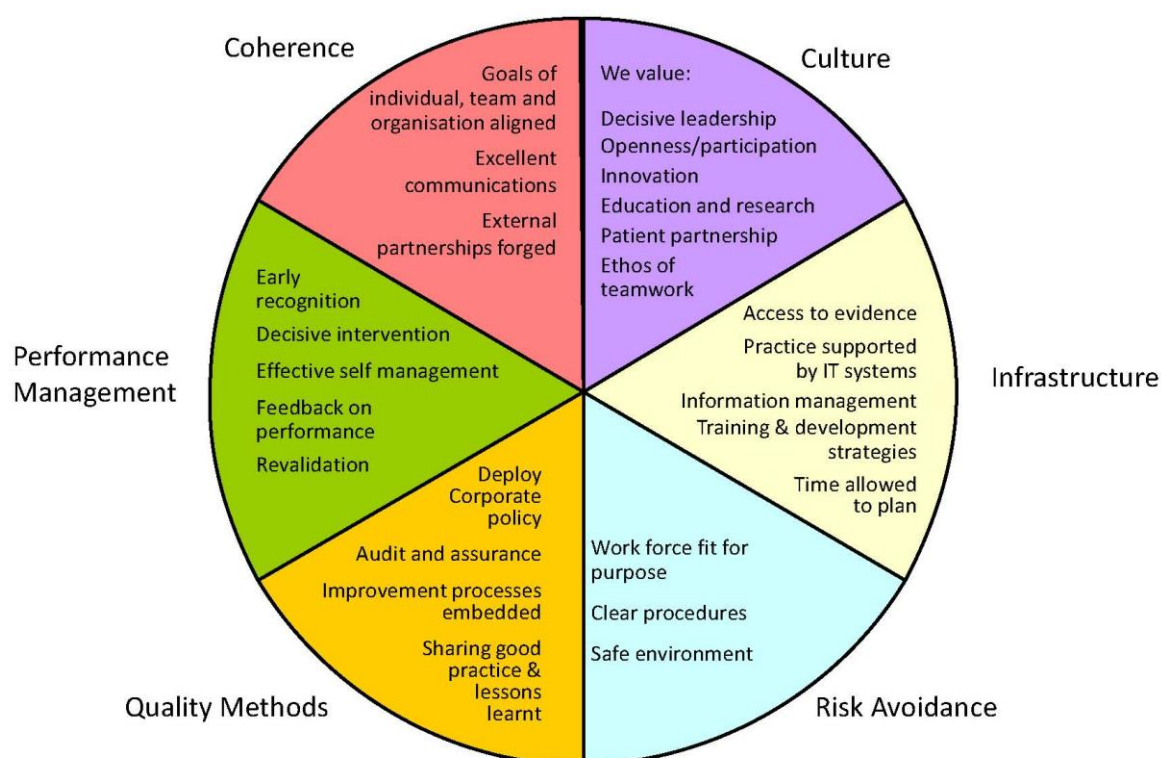 Coherence
Goals of
individual, team and
organisation aligned
Excellent
communications
External
partnerships forged
Culture
We value:
Decisive leadership
Openness/participation
Innovation
Education and research
Patient partnership
Ethos of
teamwork
Infrastructure
Access to evidence
Practice supported
by IT systems
Information management
Training & development
strategies
Time allowed
to plan
Risk Avoidance
Work force fit for
purpose
Clear procedures
Safe environment
Quality Methods
Deploy
Corporate
policy
Audit and assurance
Improvement processes
embedded
Sharing good
practice &
lessons
learnt
Performance
Management
Early
recognition
Decisive intervention
Effective self management
Feedback on
performance
Revalidation